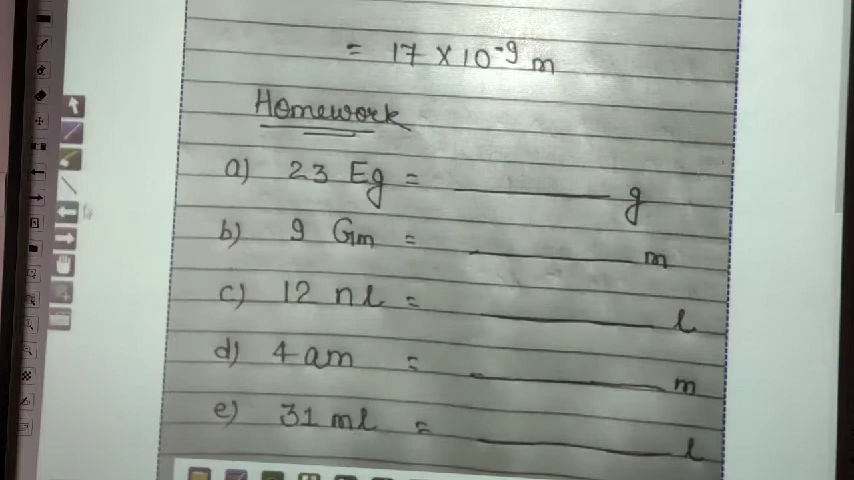 = 17 × 10⁻⁹ m
Homework
a) 23 Eg = ________ g
b) 9 Gm = ________ m
c) 12 nl = ________ l
d) 4 am = ________ m
e) 31 ml = ________ l